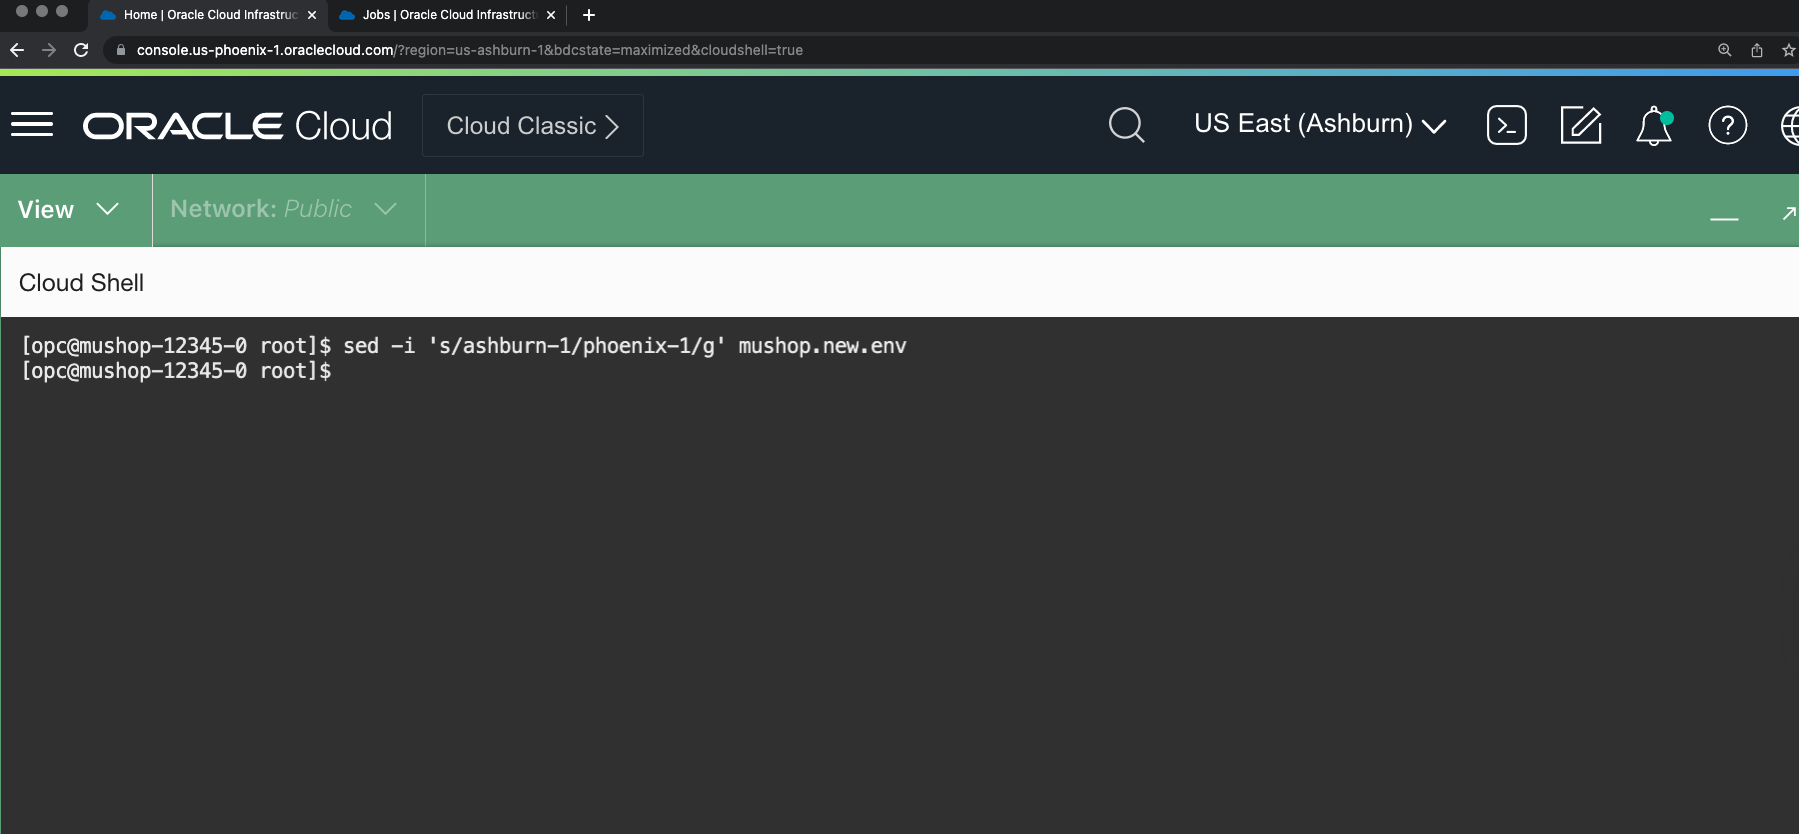 Home | Oracle Cloud Infrastruc
Jobs | Oracle Cloud Infrastruct
console.us-phoenix-1.oraclecloud.com/?region=us-ashburn-1&bdcstate=maximized&cloudshell=true
ORACLE Cloud
Cloud Classic
US East (Ashburn)
View
Network: Public
Cloud Shell
[opc@mushop-12345-0 root]$ sed -i 's/ashburn-1/phoenix-1/g' mushop.new.env
[opc@mushop-12345-0 root]$